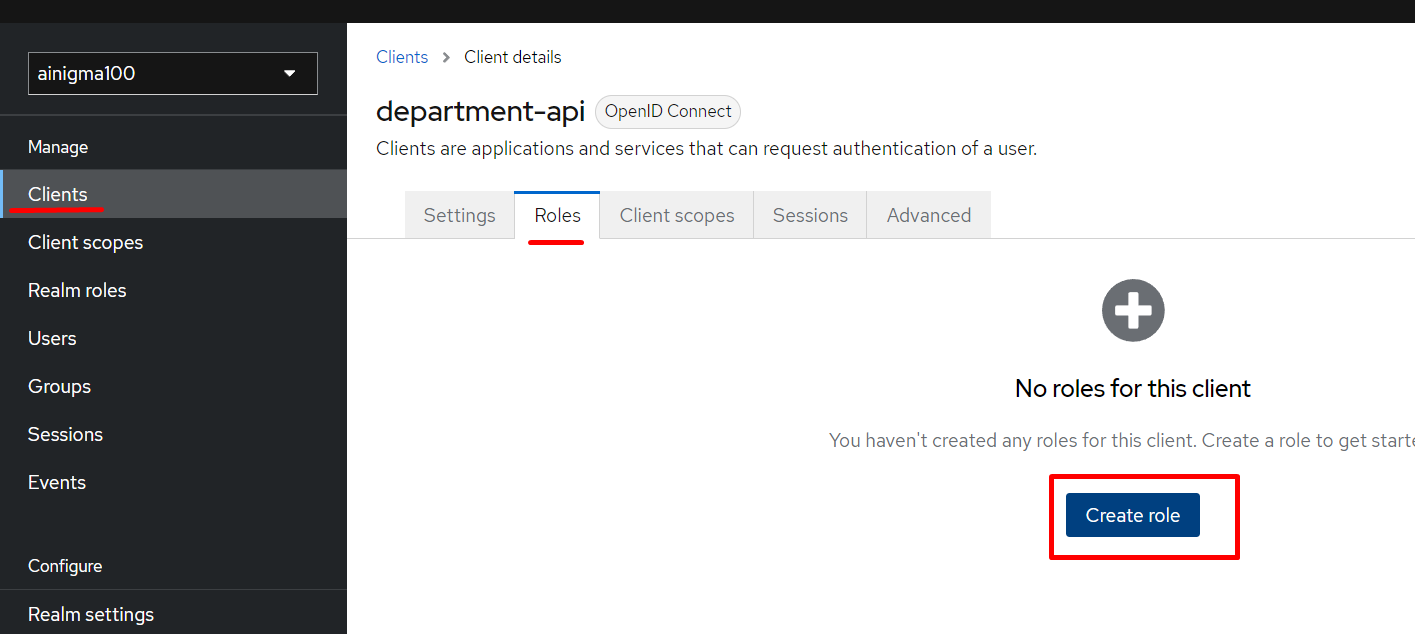 ainigma100
Manage
Clients
Client scopes
Realm roles
Users
Groups
Sessions
Events
Configure
Realm settings
Clients > Client details
department-api OpenID Connect
Clients are applications and services that can request authentication of a user.
Settings Roles Client scopes Sessions Advanced
No roles for this client
You haven't created any roles for this client. Create a role to get starte
Create role